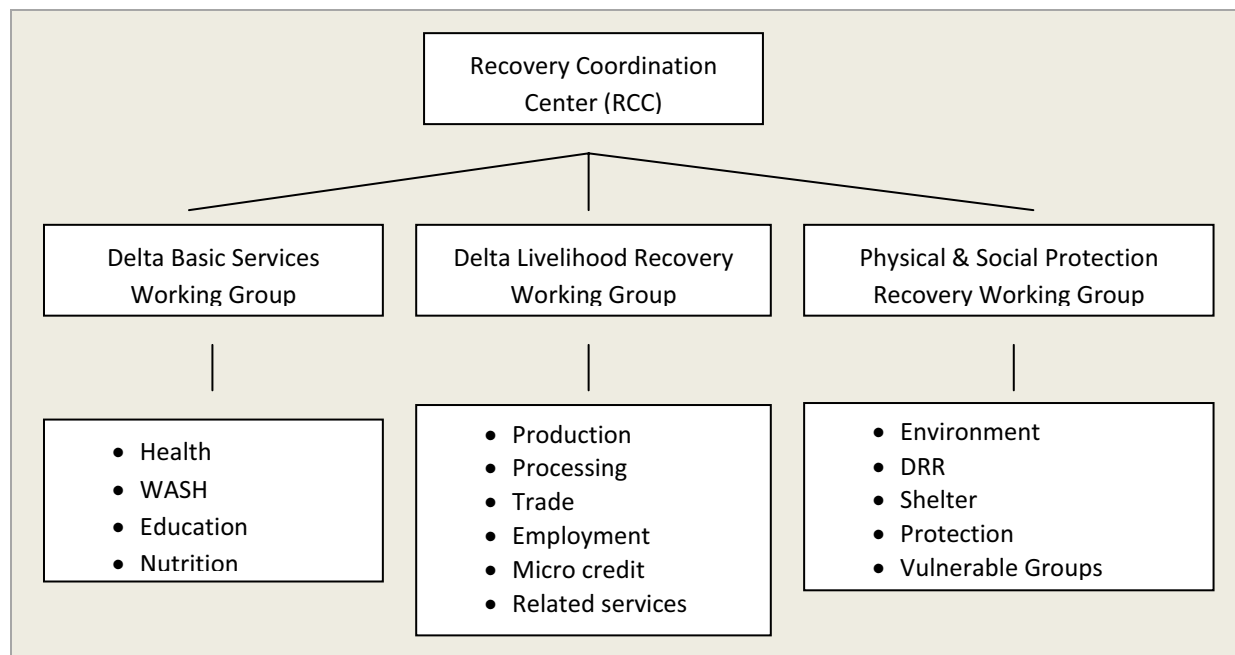 Recovery Coordination
Center (RCC)
Delta Basic Services
Working Group
Delta Livelihood Recovery
Working Group
Physical & Social Protection
Recovery Working Group
• Health
• WASH
• Education
• Nutrition
• Production
• Processing
• Trade
• Employment
• Micro credit
• Related services
• Environment
• DRR
• Shelter
• Protection
• Vulnerable Groups